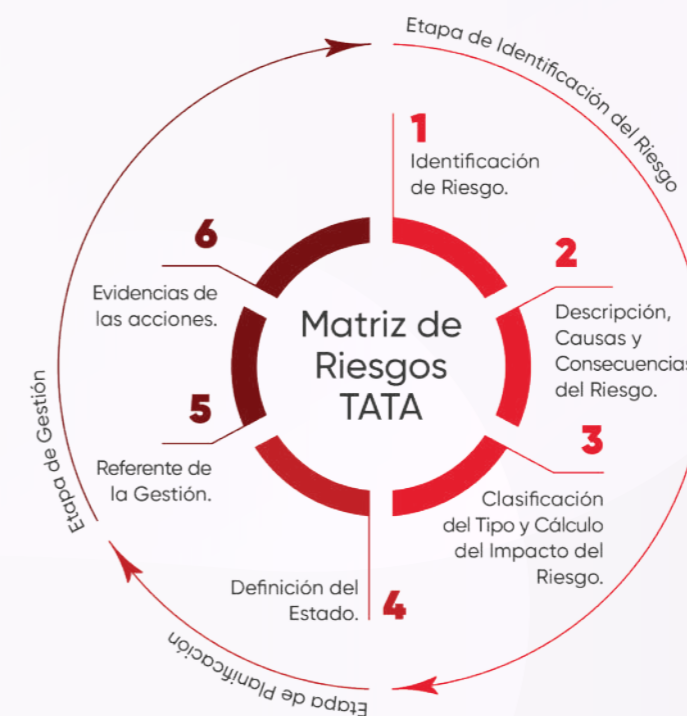 Etapa de Identificación del Riesgo
1
Identificación
de Riesgo.
2
Descripción,
Causas y
Consecuencias
del Riesgo.
3
Clasificación
del Tipo y Cálculo
del Impacto del
Riesgo.
4
Definición del
Estado.
Etapa de Planificación
5
Referente de
la Gestión.
6
Evidencias de
las acciones.
Etapa de Gestión
Matriz de
Riesgos
TATA